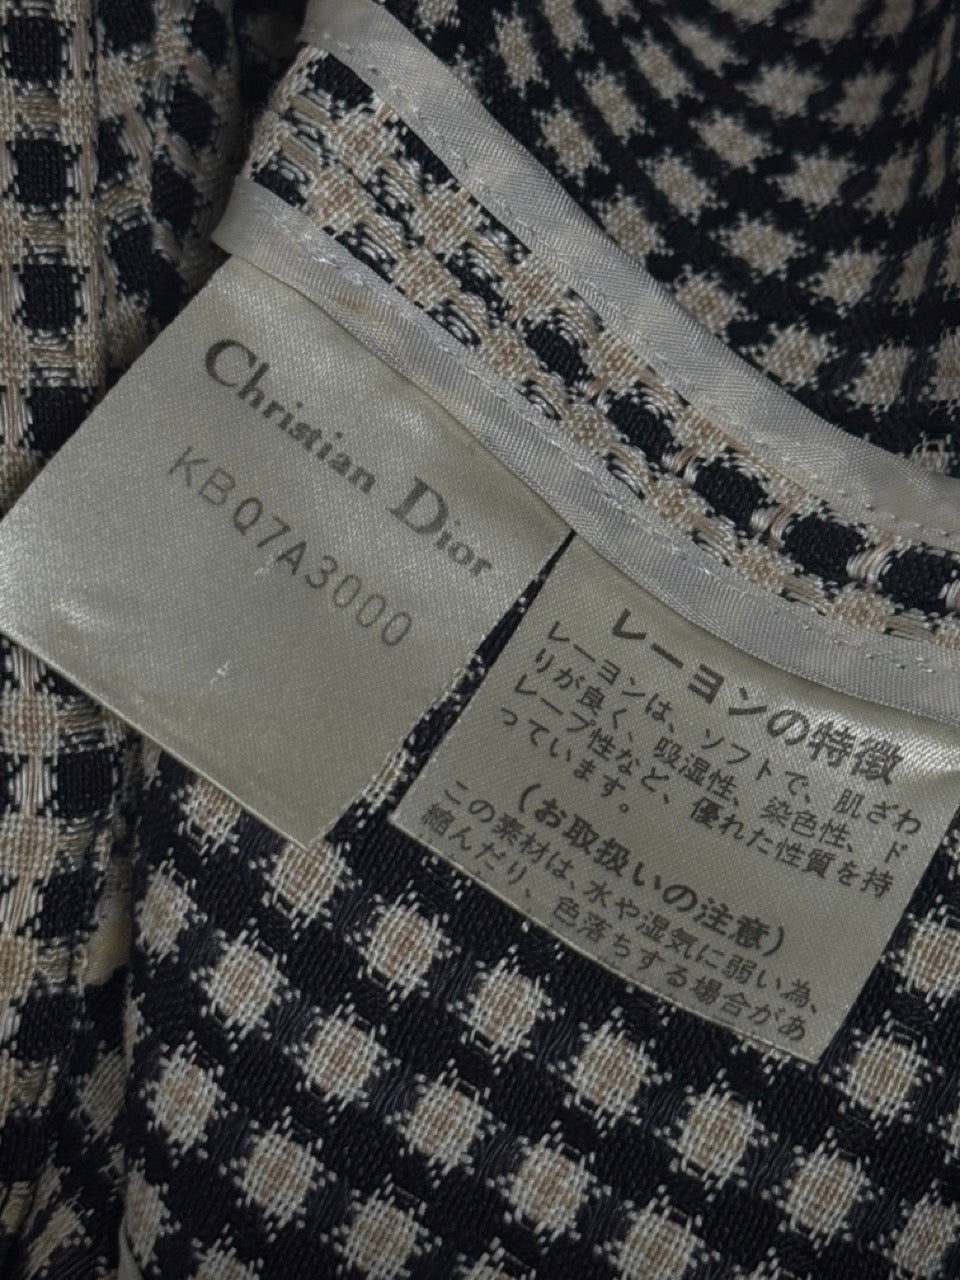 Christian Dior
KBQ7A3000
レーヨンの特徴
レーヨンは、ソフトで、肌ざわ
りが良く、吸湿性、染色性、ド
レープ性など、優れた性質を持
っています。
(お取扱いの注意)
この素材は、水や湿気に弱い為、
縮んだり、色落ちする場合があ